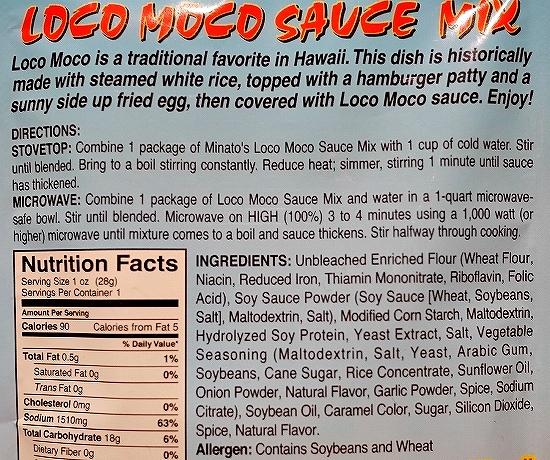 LOCO MOCO SAUCE MIX
Loco Moco is a traditional favorite in Hawaii. This dish is historically
made with steamed white rice, topped with a hamburger patty and a
sunny side up fried egg, then covered with Loco Moco sauce. Enjoy!
DIRECTIONS:
STOVETOP: Combine 1 package of Minato's Loco Moco Sauce Mix with 1 cup of cold water. Stir
until blended. Bring to a boil stirring constantly. Reduce heat; simmer, stirring 1 minute until sauce
has thickened.
MICROWAVE: Combine 1 package of Loco Moco Sauce Mix and water in a 1-quart microwave-
safe bowl. Stir until blended. Microwave on HIGH (100%) 3 to 4 minutes using a 1,000 watt (or
higher) microwave until mixture comes to a boil and sauce thickens. Stir halfway through cooking.
Nutrition Facts
Serving Size 1 oz (28g)
Servings Per Container 1
Amount Per Serving
Calories 90 Calories from Fat 5
% Daily Value*
Total Fat 0.5g 1%
Saturated Fat 0g 0%
Trans Fat 0g
Cholesterol 0mg 0%
Sodium 1510mg 63%
Total Carbohydrate 18g 6%
Dietary Fiber 0g 0%
INGREDIENTS: Unbleached Enriched Flour (Wheat Flour,
Niacin, Reduced Iron, Thiamin Mononitrate, Riboflavin, Folic
Acid), Soy Sauce Powder (Soy Sauce [Wheat, Soybeans,
Salt], Maltodextrin, Salt), Modified Corn Starch, Maltodextrin,
Hydrolyzed Soy Protein, Yeast Extract, Salt, Vegetable
Seasoning (Maltodextrin, Salt, Yeast, Arabic Gum,
Soybeans, Cane Sugar, Rice Concentrate, Sunflower Oil,
Onion Powder, Natural Flavor, Garlic Powder, Spice, Sodium
Citrate), Soybean Oil, Caramel Color, Sugar, Silicon Dioxide,
Spice, Natural Flavor.
Allergen: Contains Soybeans and Wheat